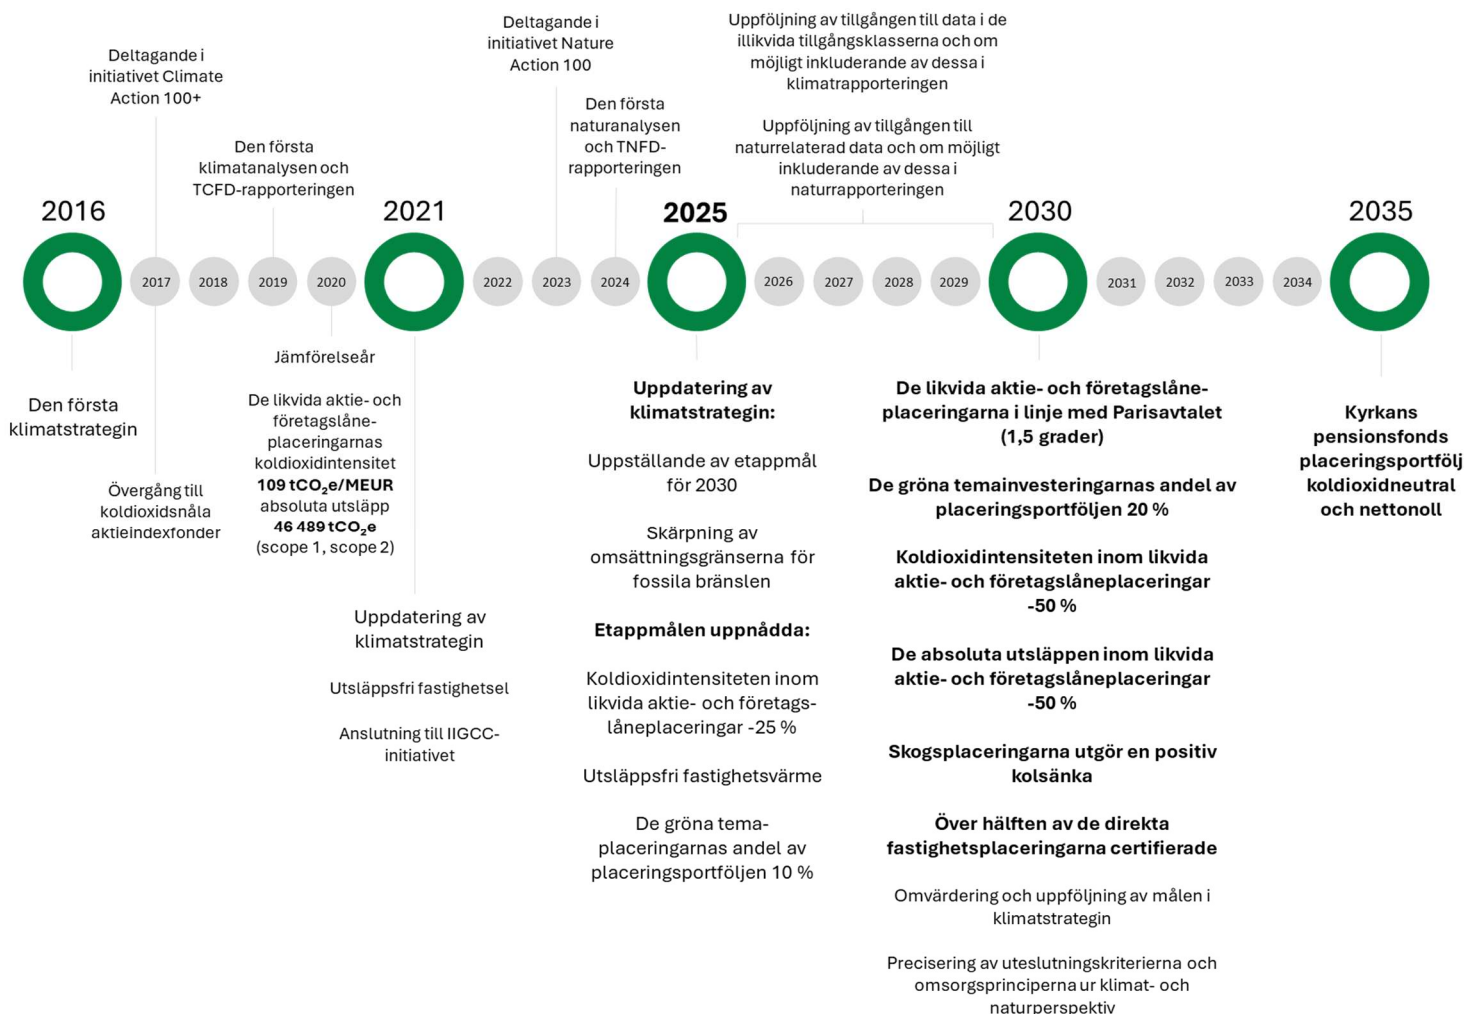 Deltagande i
initiativet Climate
Action 100+
Den första
klimatanalysen och
TCFD-rapporteringen
Deltagande i
initiativet Nature
Action 100
Den första
naturanalysen
och TNFD-
rapporteringen
Uppföljning av tillgången till data i de
illikvida tillgångsklasserna och om
möjligt inkluderande av dessa i
klimatrapporteringen
Uppföljning av tillgången till
naturrelaterad data och om möjligt
inkluderande av dessa i
naturrapporteringen
2016
2021
2025
2030
2035
2017
2018
2019
2020
2022
2023
2024
2026
2027
2028
2029
2031
2032
2033
2034
Den första
klimatstrategin
Övergång till
koldioxidsnåla
aktieindexfonder
Jämförelseår
De likvida aktie- och
företagslåne-
placeringarnas
koldioxidintensitet
109 tCO₂e/MEUR
absoluta utsläpp
46 489 tCO₂e
(scope 1, scope 2)
Uppdatering av
klimatstrategin
Utsläppsfri fastighetsel
Anslutning till IIGCC-
initiativet
Uppdatering av
klimatstrategin:
Uppställande av etappmål
för 2030
Skärpning av
omsättningsgränserna för
fossila bränslen
Etappmålen uppnådda:
Koldioxidintensiteten inom
likvida aktie- och företags-
låneplaceringar -25 %
Utsläppsfri fastighetsvärme
De gröna tema-
placeringarnas andel av
placeringsportföljen 10 %
De likvida aktie- och företagslåne-
placeringarna i linje med Parisavtalet
(1,5 grader)
De gröna temainvesteringarnas andel av
placeringsportföljen 20 %
Koldioxidintensiteten inom likvida
aktie- och företagslåneplaceringar
-50 %
De absoluta utsläppen inom likvida
aktie- och företagslåneplaceringar
-50 %
Skogsplaceringarna utgör en positiv
kolsänka
Över hälften av de direkta
fastighetsplaceringarna certifierade
Omvärdering och uppföljning av målen i
klimatstrategin
Precisering av uteslutningskriterierna och
omsorgsprinciperna ur klimat- och
naturperspektiv
Kyrkans
pensionsfonds
placeringsportfölj
koldioxidneutral
och nettonoll